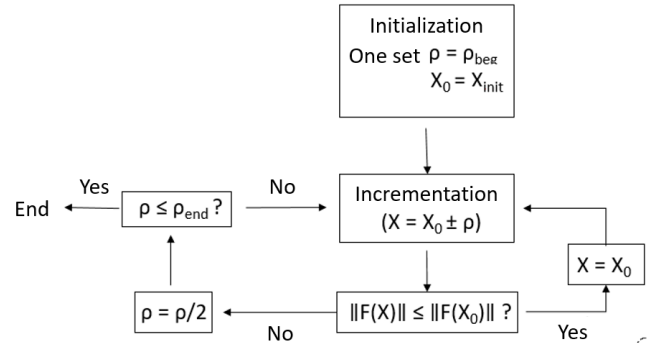 Initialization
One set ρ = ρbeg
X0 = Xinit
Yes
No
End
ρ ≤ ρend ?
Incrementation
(X = X0 ± ρ)
X = X0
ρ = ρ/2
‖F(X)‖ ≤ ‖F(X0)‖ ?
No
Yes